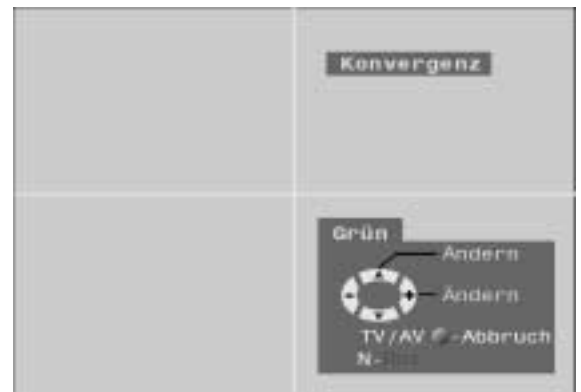 Konvergenz
Grün
Ändern
Ändern
TV/AV -Abbruch
N-